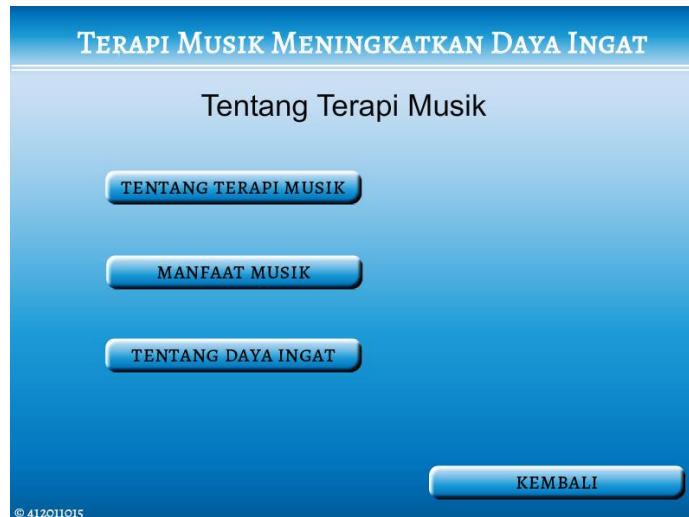 Terapi Musik Meningkatkan Daya Ingat
Tentang Terapi Musik
TENTANG TERAPI MUSIK
MANFAAT MUSIK
TENTANG DAYA INGAT
KEMBALI
© 412011015